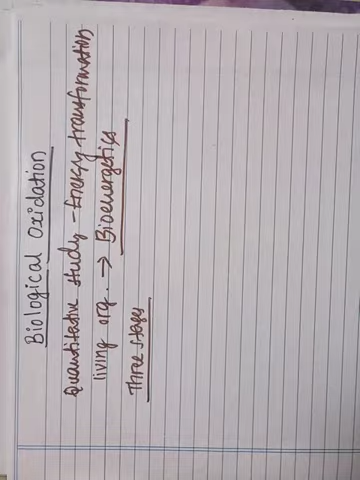 Biological Oxidation
Quantitative study - Energy transformation
living org. → Bioenergetics
Three stages